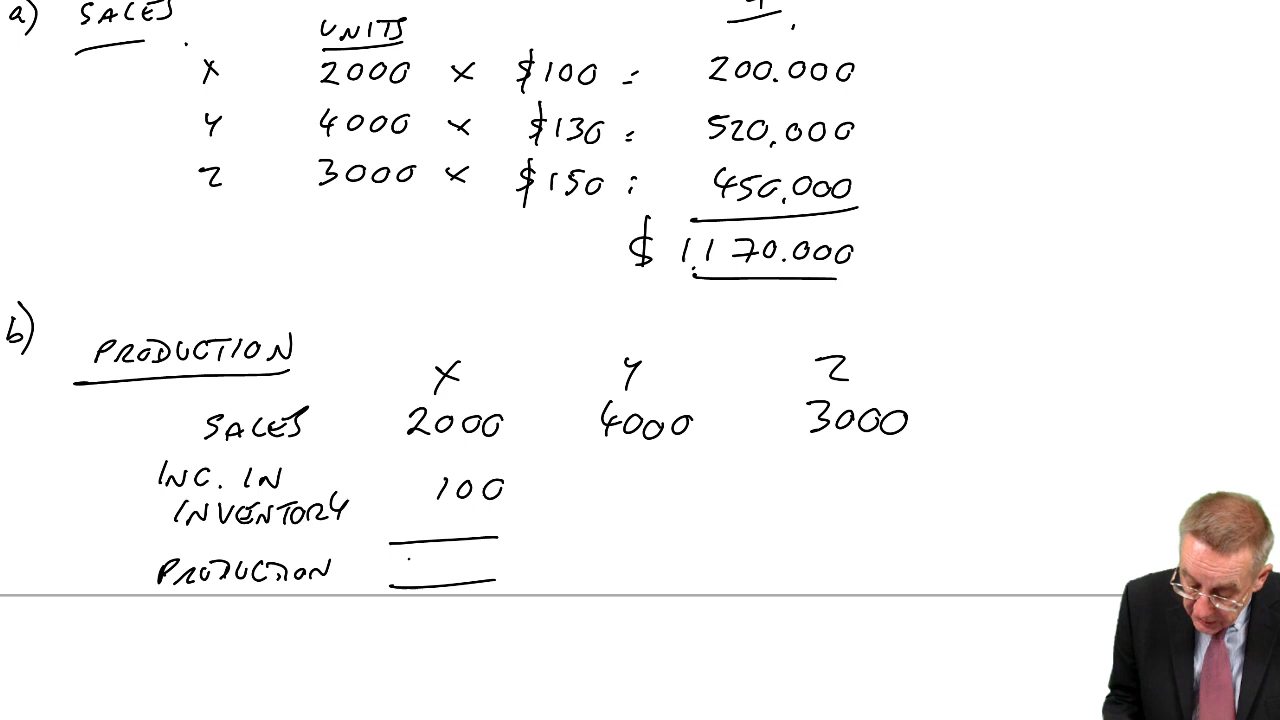 a) SALES
UNITS
X 2000 x $100 = 200.000
Y 4000 x $130 = 520,000
Z 3000 x $150 = 450,000
$ 1,170.000
b) PRODUCTION
X Y Z
SALES 2000 4000 3000
INC. IN
INVENTORY 100
PRODUCTION